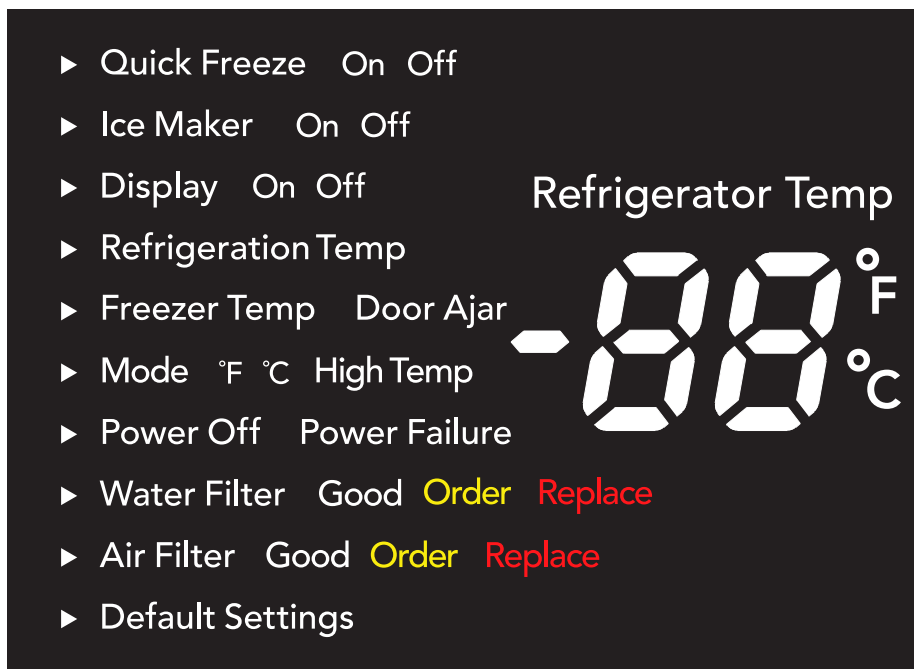 ▶ Quick Freeze On Off
▶ Ice Maker On Off
▶ Display On Off
▶ Refrigeration Temp
▶ Freezer Temp Door Ajar
▶ Mode °F °C High Temp
▶ Power Off Power Failure
▶ Water Filter Good Order Replace
▶ Air Filter Good Order Replace
▶ Default Settings
Refrigerator Temp
-88 °F °C